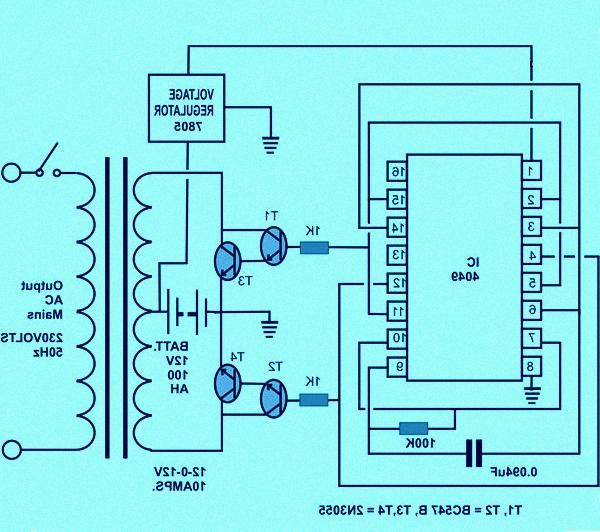 VOLTAGE
REGULATOR
7805
T1
1K
T3
16
15
14
13
12
11
10
9
1
2
3
4
5
6
7
8
IC
4049
Output
AC
Mains
230VOLTS
50Hz
BATT.
12V
100
AH
T4
T2
1K
100K
0.094uF
12-0-12V
10AMPS.
T1, T2 = BC547 B, T3,T4 = 2N3055